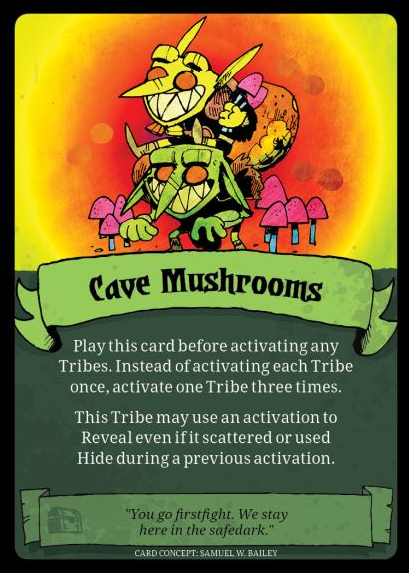 Cave Mushrooms
Play this card before activating any
Tribes. Instead of activating each Tribe
once, activate one Tribe three times.
This Tribe may use an activation to
Reveal even if it scattered or used
Hide during a previous activation.
"You go firstfight. We stay
here in the safedark."
CARD CONCEPT: SAMUEL W. BAILEY